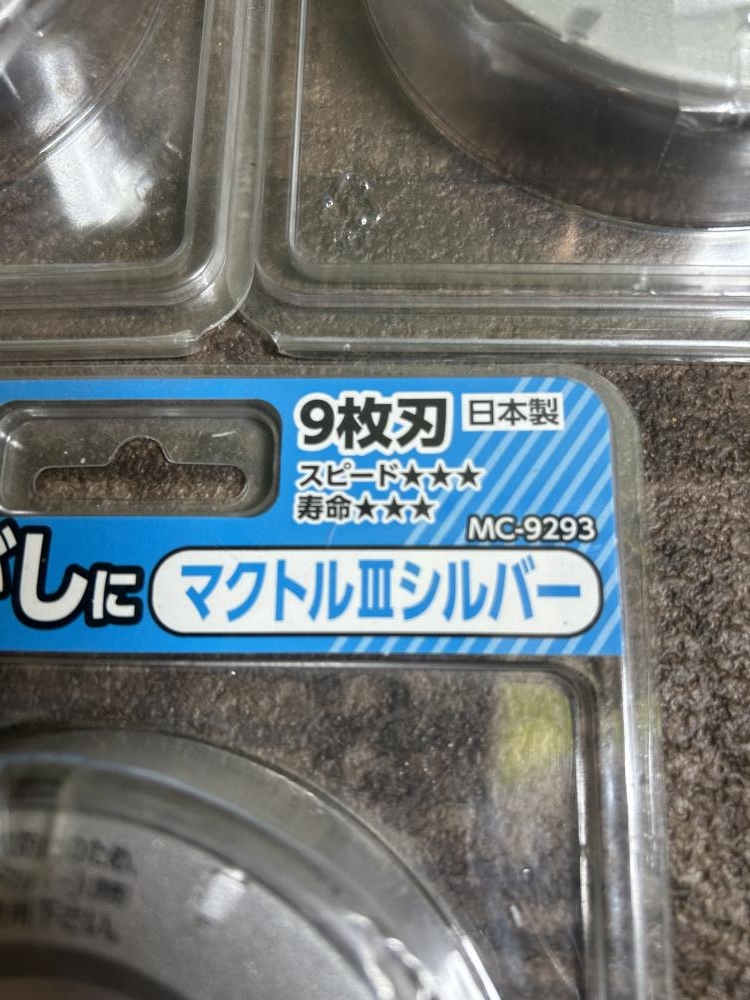 9枚刃 日本製
スピード★★★
寿命★★★
MC-9293
しに マクトルⅢシルバー